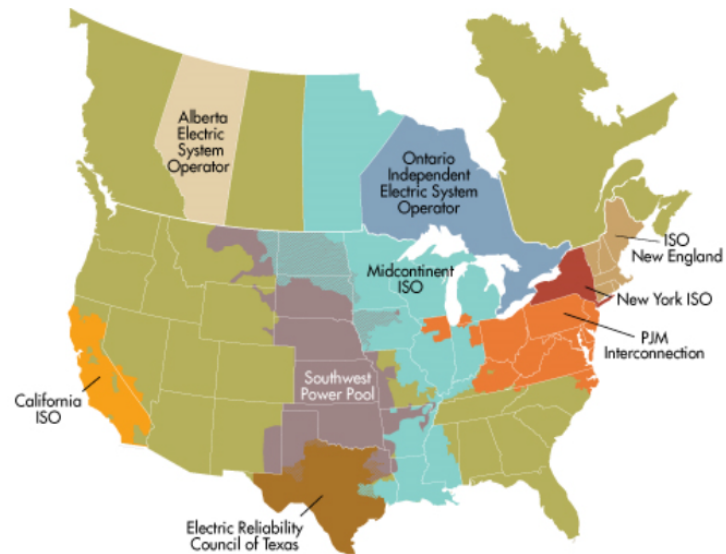 Alberta
Electric
System
Operator
Ontario
Independent
Electric System
Operator
ISO
New England
Midcontinent
ISO
New York ISO
PJM
Interconnection
Southwest
Power Pool
California
ISO
Electric Reliability
Council of Texas